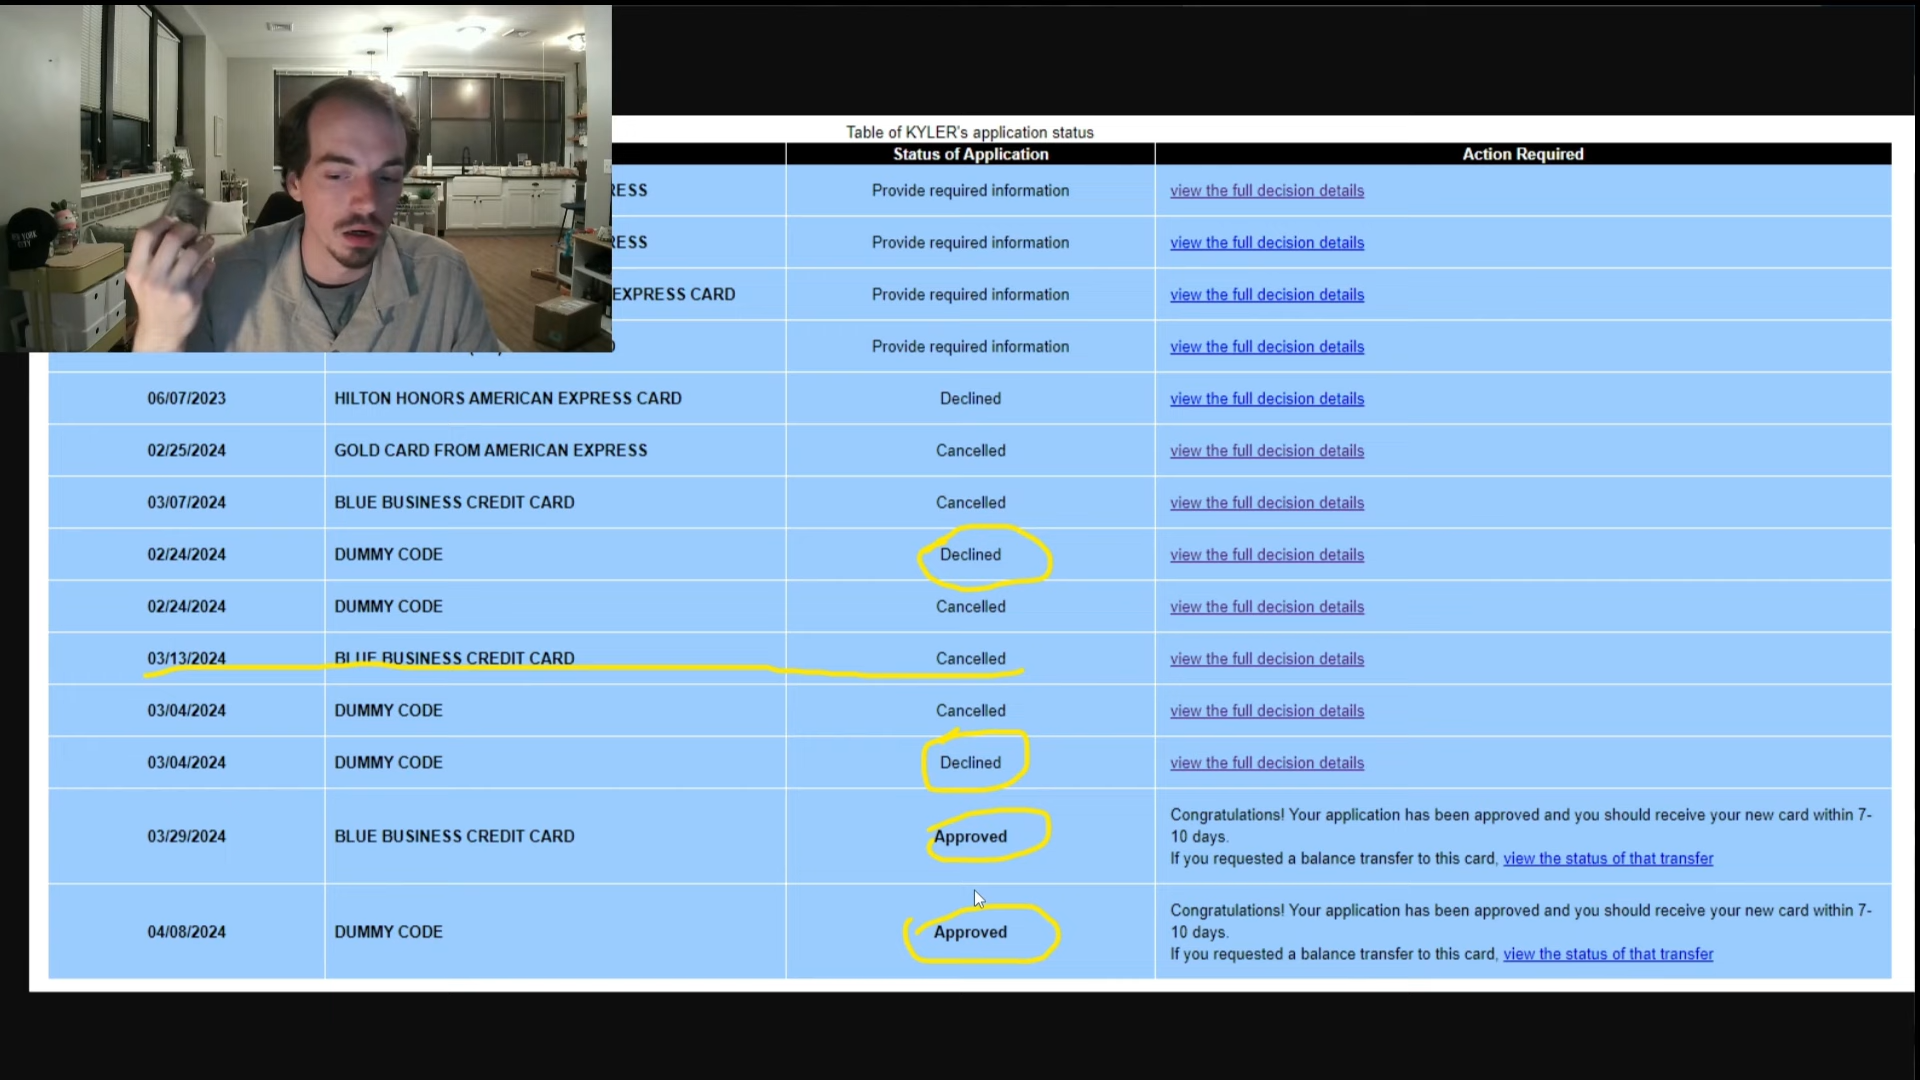 Table of KYLER's application status
Status of Application Action Required
RESS Provide required information view the full decision details
RESS Provide required information view the full decision details
EXPRESS CARD Provide required information view the full decision details
Provide required information view the full decision details
06/07/2023 HILTON HONORS AMERICAN EXPRESS CARD Declined view the full decision details
02/25/2024 GOLD CARD FROM AMERICAN EXPRESS Cancelled view the full decision details
03/07/2024 BLUE BUSINESS CREDIT CARD Cancelled view the full decision details
02/24/2024 DUMMY CODE Declined view the full decision details
02/24/2024 DUMMY CODE Cancelled view the full decision details
03/13/2024 BLUE BUSINESS CREDIT CARD Cancelled view the full decision details
03/04/2024 DUMMY CODE Cancelled view the full decision details
03/04/2024 DUMMY CODE Declined view the full decision details
Congratulations! Your application has been approved and you should receive your new card within 7-
03/29/2024 BLUE BUSINESS CREDIT CARD Approved 10 days.
If you requested a balance transfer to this card, view the status of that transfer
Congratulations! Your application has been approved and you should receive your new card within 7-
04/08/2024 DUMMY CODE Approved 10 days.
If you requested a balance transfer to this card, view the status of that transfer